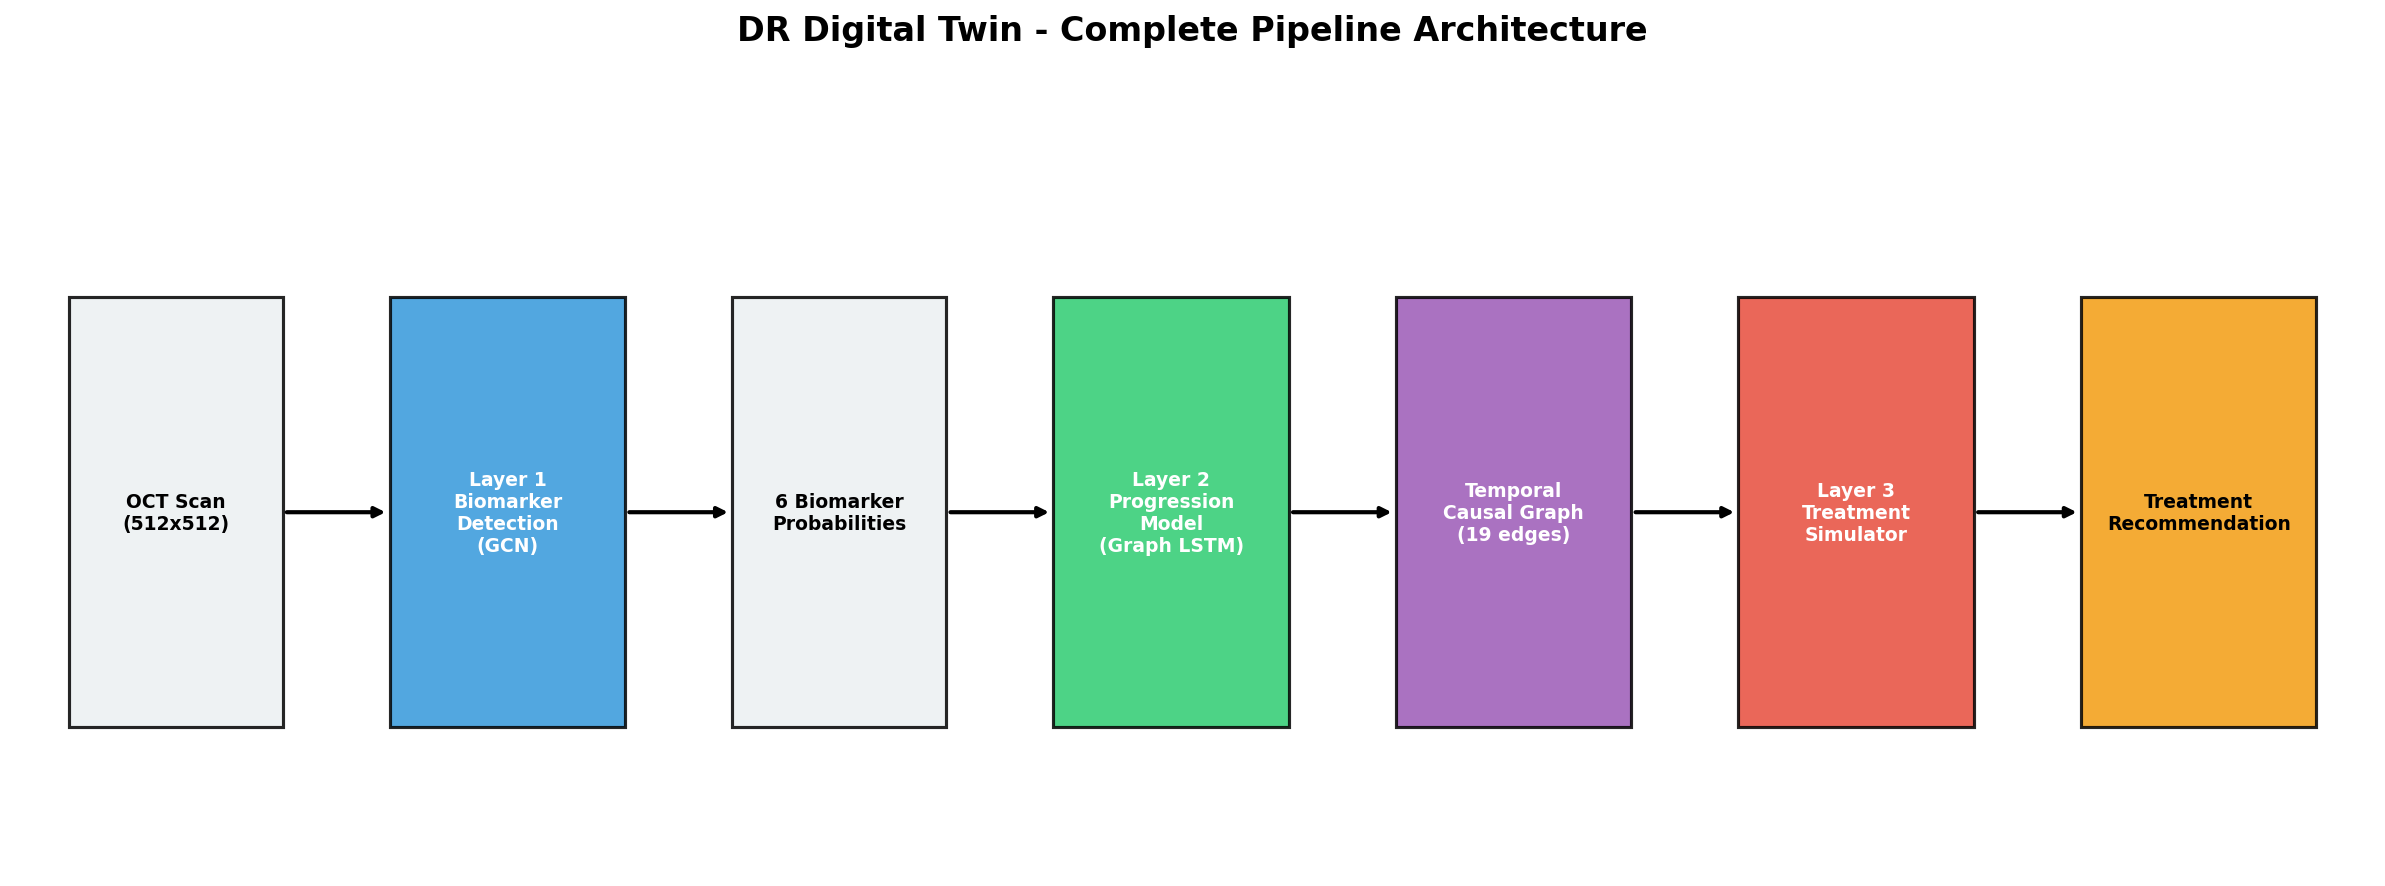 DR Digital Twin - Complete Pipeline Architecture
OCT Scan
(512x512)
Layer 1
Biomarker
Detection
(GCN)
6 Biomarker
Probabilities
Layer 2
Progression
Model
(Graph LSTM)
Temporal
Causal Graph
(19 edges)
Layer 3
Treatment
Simulator
Treatment
Recommendation